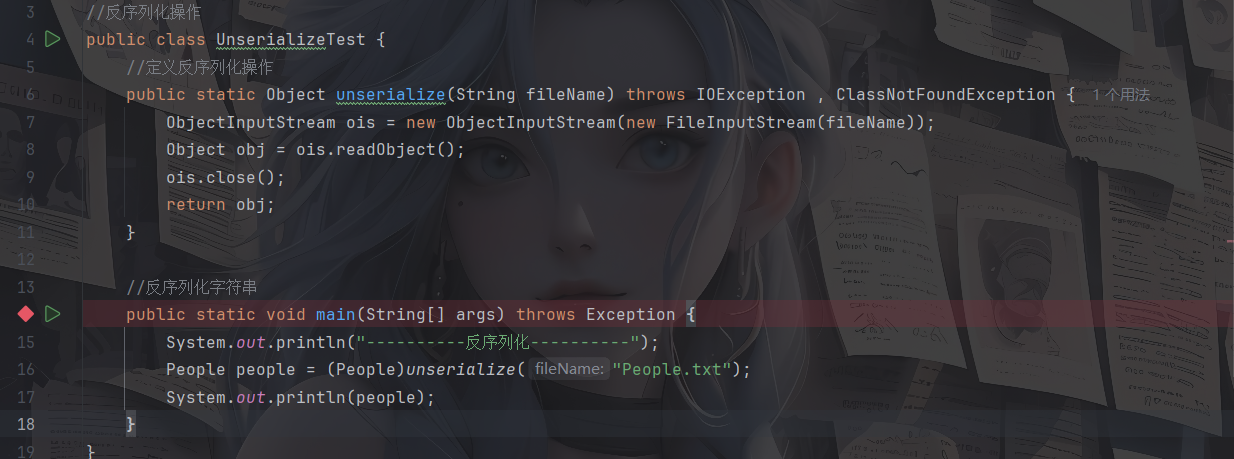 3 //反序列化操作
4 public class UnserializeTest {
5 //定义反序列化操作
6 public static Object unserialize(String fileName) throws IOException , ClassNotFoundException { 1 个用法
7 ObjectInputStream ois = new ObjectInputStream(new FileInputStream(fileName));
8 Object obj = ois.readObject();
9 ois.close();
10 return obj;
11 }
12
13 //反序列化字符串
public static void main(String[] args) throws Exception {
15 System.out.println("----------反序列化----------");
16 People people = (People)unserialize( fileName: "People.txt");
17 System.out.println(people);
18 }
19 }